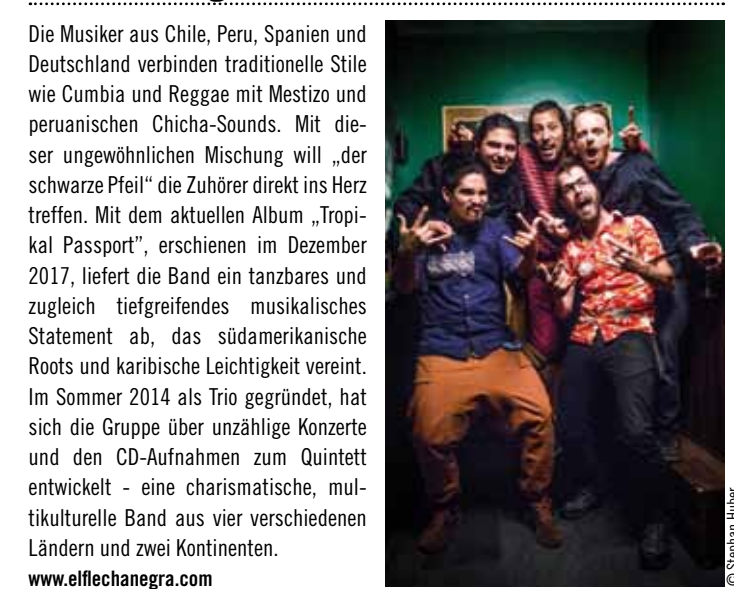 Die Musiker aus Chile, Peru, Spanien und
Deutschland verbinden traditionelle Stile
wie Cumbia und Reggae mit Mestizo und
peruanischen Chicha-Sounds. Mit die-
ser ungewöhnlichen Mischung will „der
schwarze Pfeil“ die Zuhörer direkt ins Herz
treffen. Mit dem aktuellen Album „Tropi-
kal Passport”, erschienen im Dezember
2017, liefert die Band ein tanzbares und
zugleich tiefgreifendes musikalisches
Statement ab, das südamerikanische
Roots und karibische Leichtigkeit vereint.
Im Sommer 2014 als Trio gegründet, hat
sich die Gruppe über unzählige Konzerte
und den CD-Aufnahmen zum Quintett
entwickelt - eine charismatische, mul-
tikulturelle Band aus vier verschiedenen
Ländern und zwei Kontinenten.
www.elflechanegra.com
© Stephan Huber